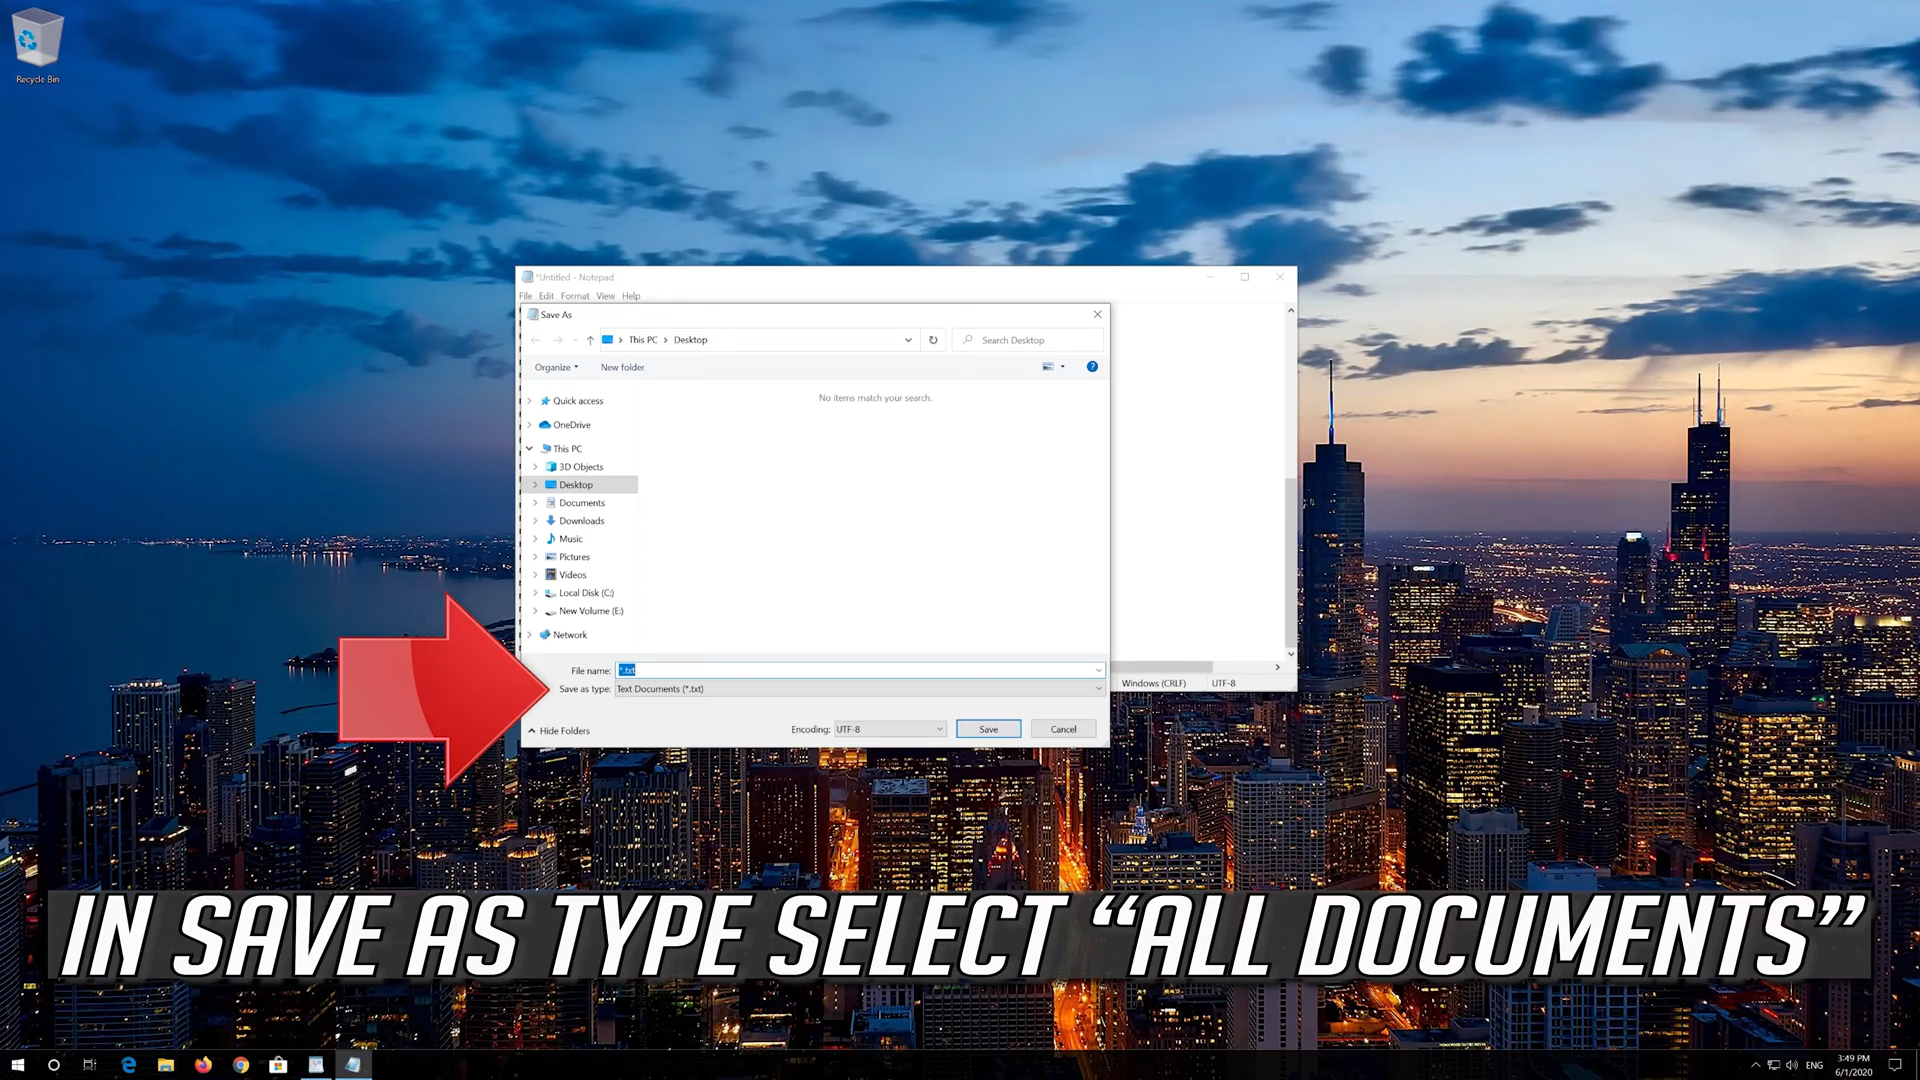 Recycle Bin
*Untitled - Notepad
File Edit Format View Help
Save As
This PC > Desktop
Search Desktop
Organize
New folder
No items match your search.
Quick access
OneDrive
This PC
3D Objects
Desktop
Documents
Downloads
Music
Pictures
Videos
Local Disk (C:)
New Volume (E:)
Network
File name: *.txt
Save as type: Text Documents (*.txt)
Windows (CRLF) UTF-8
Hide Folders
Encoding: UTF-8
Save
Cancel
IN SAVE AS TYPE SELECT “ALL DOCUMENTS”
ENG
3:49 PM
6/1/2020